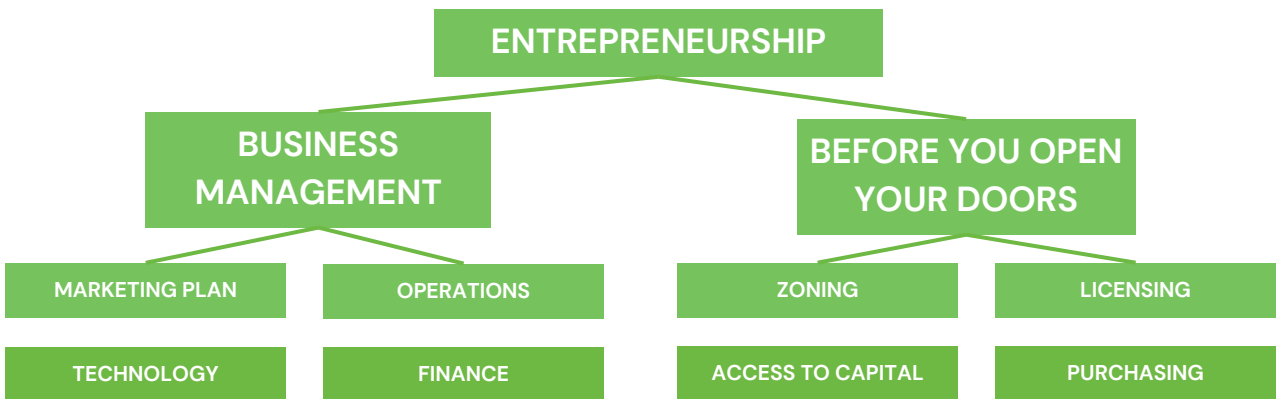 ENTREPRENEURSHIP
BUSINESS
MANAGEMENT
BEFORE YOU OPEN
YOUR DOORS
MARKETING PLAN
OPERATIONS
ZONING
LICENSING
TECHNOLOGY
FINANCE
ACCESS TO CAPITAL
PURCHASING